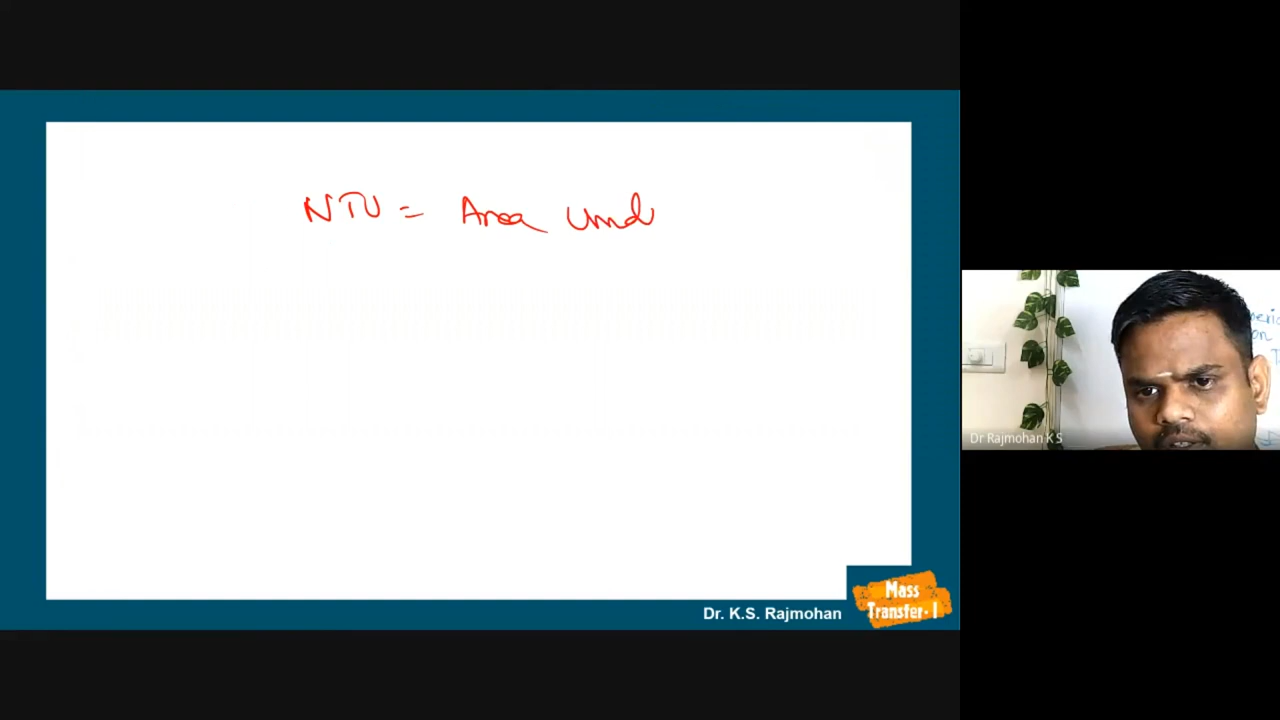 NTU = Area und
Dr. K.S. Rajmohan
Mass
Transfer-I
Dr Rajmohan K S